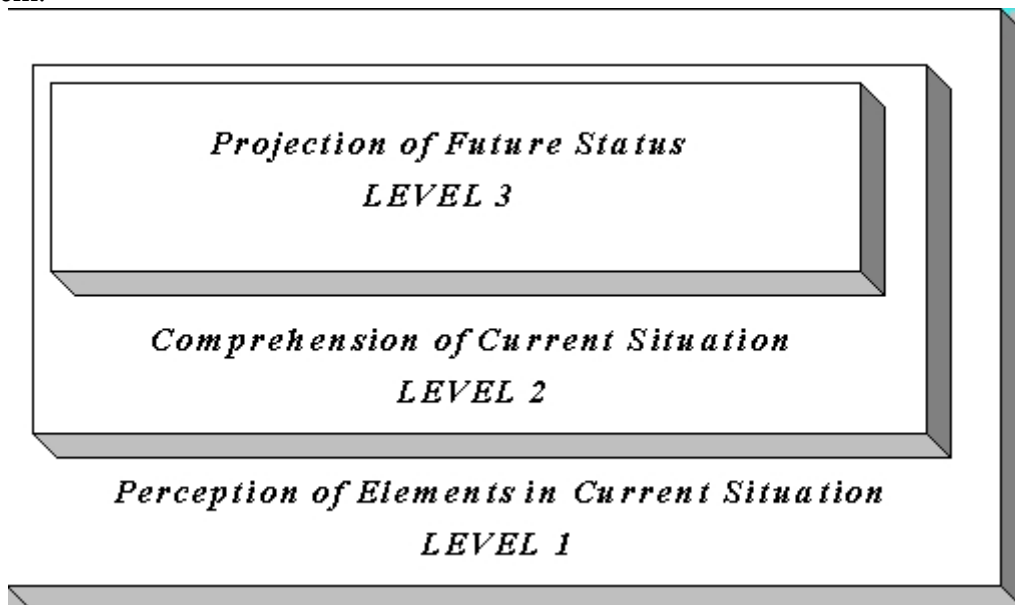 Projection of Future Status
LEVEL 3
Comprehension of Current Situation
LEVEL 2
Perception of Elements in Current Situation
LEVEL 1